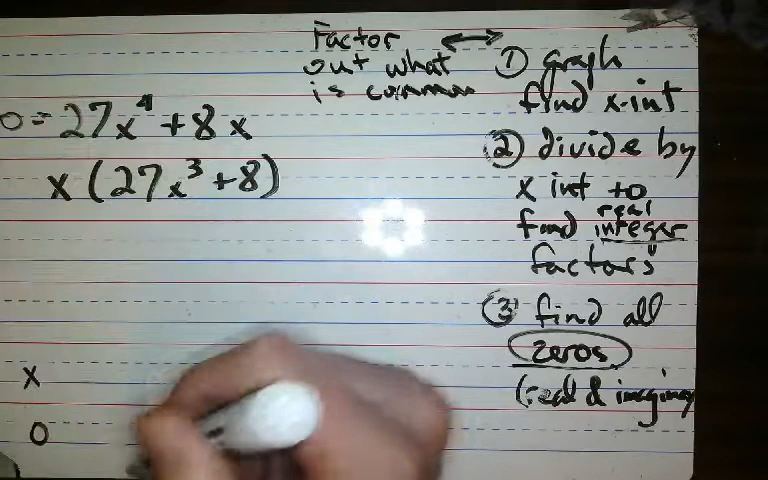 Factor
out what
is common
0 = 27x⁴ + 8x
x (27x³ + 8)
x
0
① graph
find x-int
② divide by
x int to
find real integer
factors
③ find all
zeros
(real & imaginary